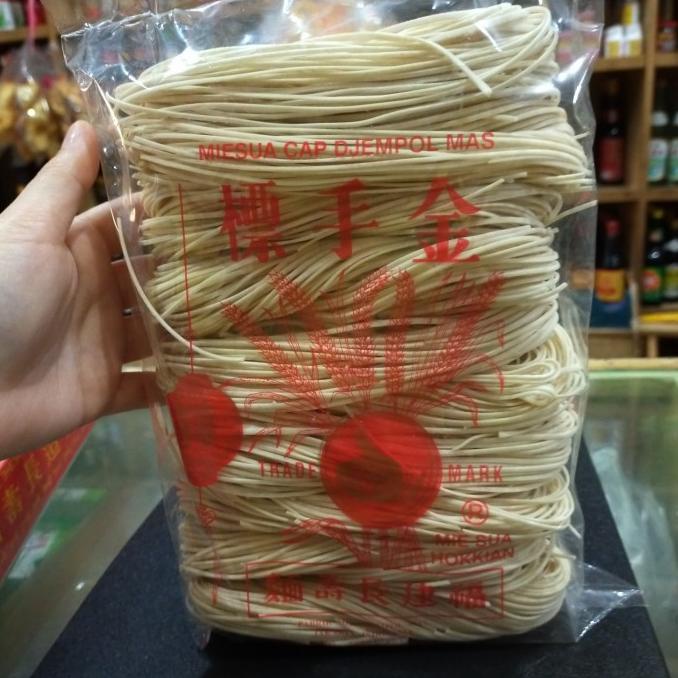 MIESUA CAP DJEMPOL MAS
標手金
TRADE MARK
®
MIE SUA
HOKKIAN
麵壽長建福